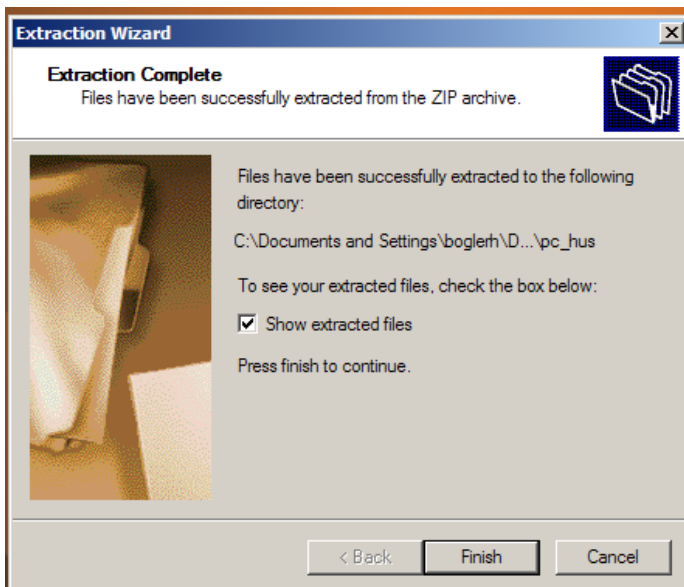 Extraction Wizard
Extraction Complete
Files have been successfully extracted from the ZIP archive.
Files have been successfully extracted to the following
directory:
C:\Documents and Settings\boglerh\D...\pc_hus
To see your extracted files, check the box below:
Show extracted files
Press finish to continue.
< Back Finish Cancel